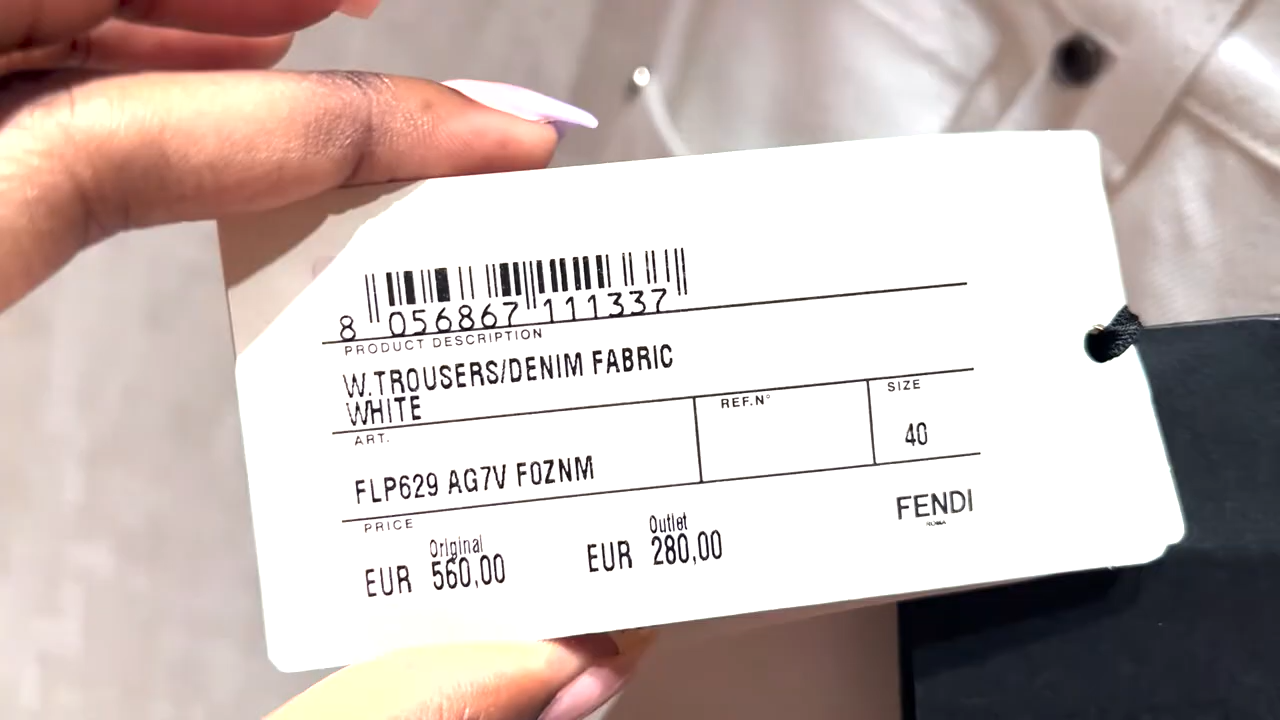 8 056867 111337
PRODUCT DESCRIPTION
W.TROUSERS/DENIM FABRIC
WHITE
ART.
REF.N°
SIZE
FLP629 AG7V F0ZNM
40
PRICE
Original
Outlet
EUR 560,00
EUR 280,00
FENDI
ROMA